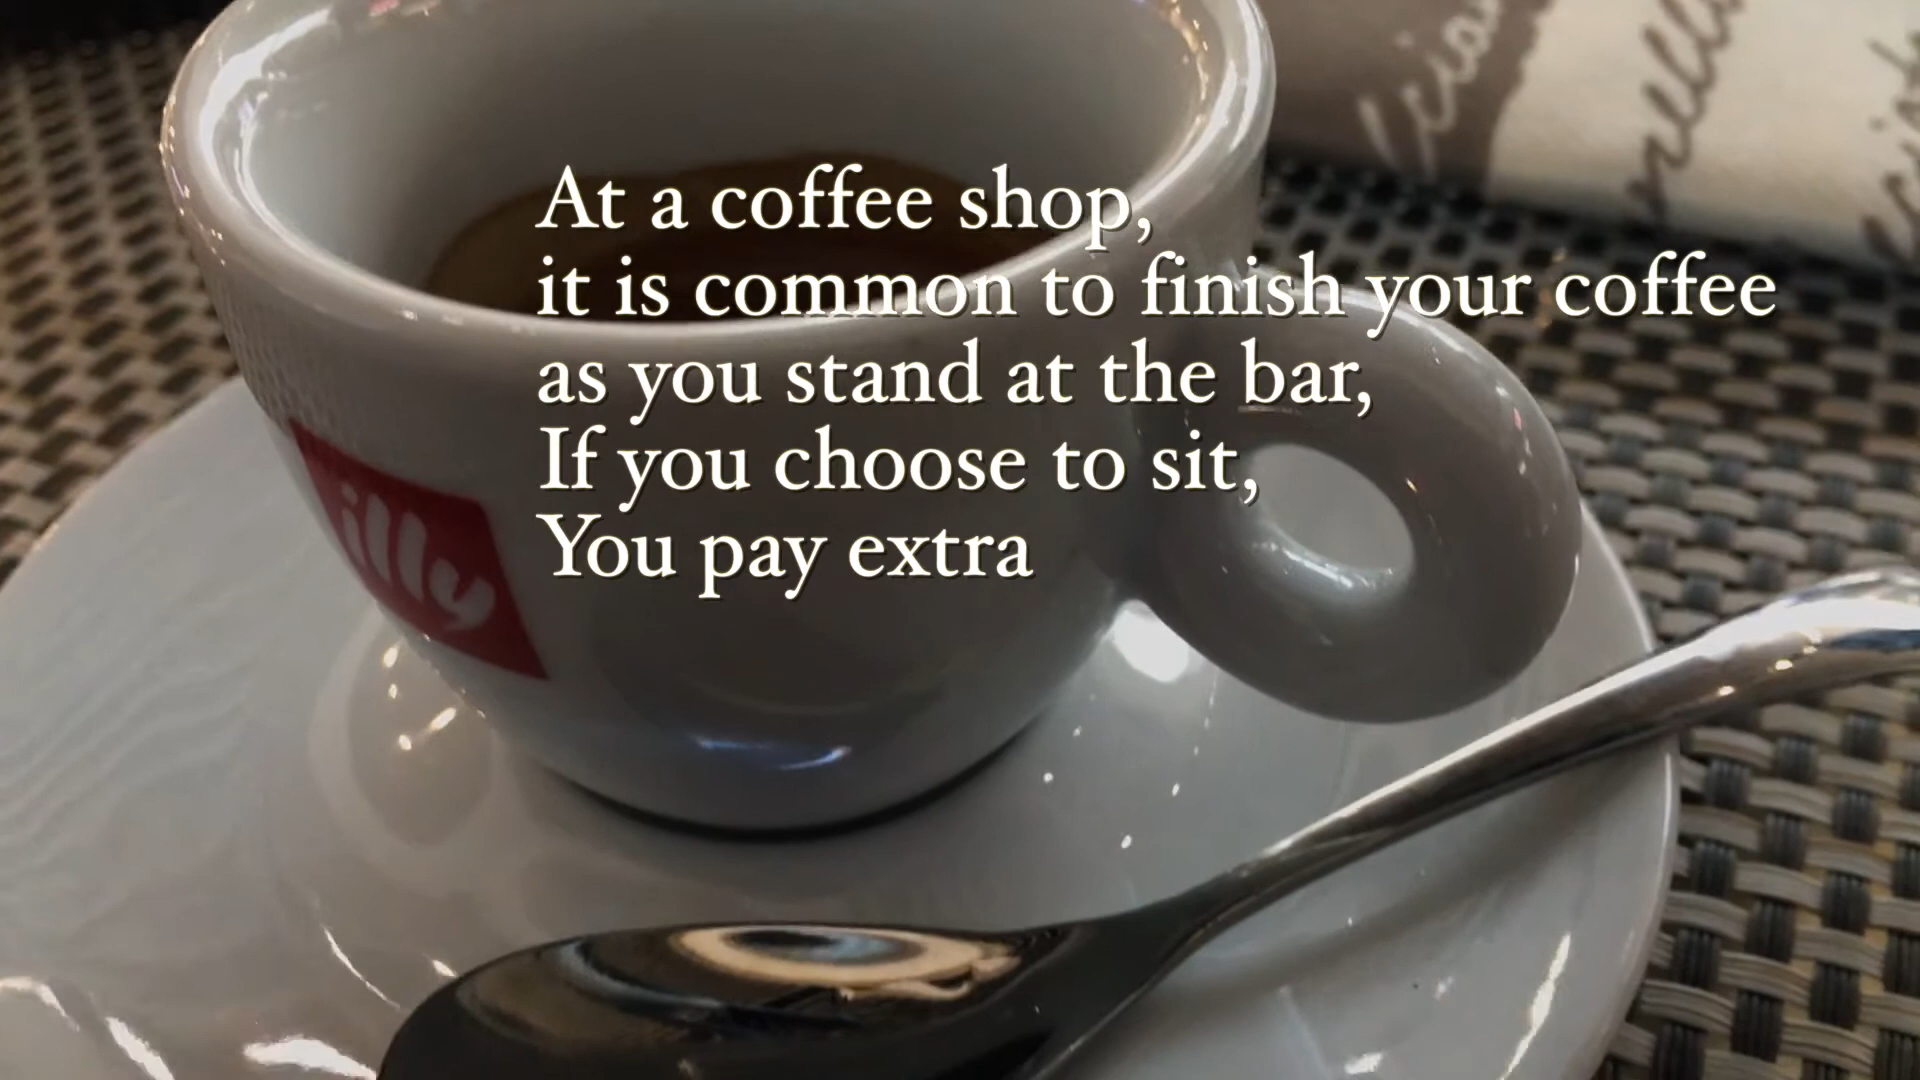 At a coffee shop,
it is common to finish your coffee
as you stand at the bar,
If you choose to sit,
You pay extra
illy